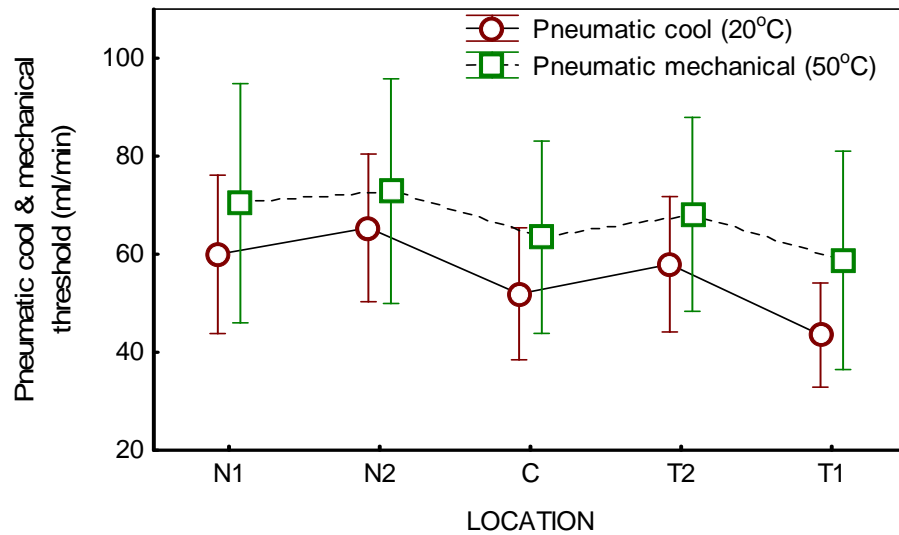 Pneumatic cool (20°C)
Pneumatic mechanical (50°C)
Pneumatic cool & mechanical
threshold (ml/min)
100
80
60
40
20
N1 N2 C T2 T1
LOCATION